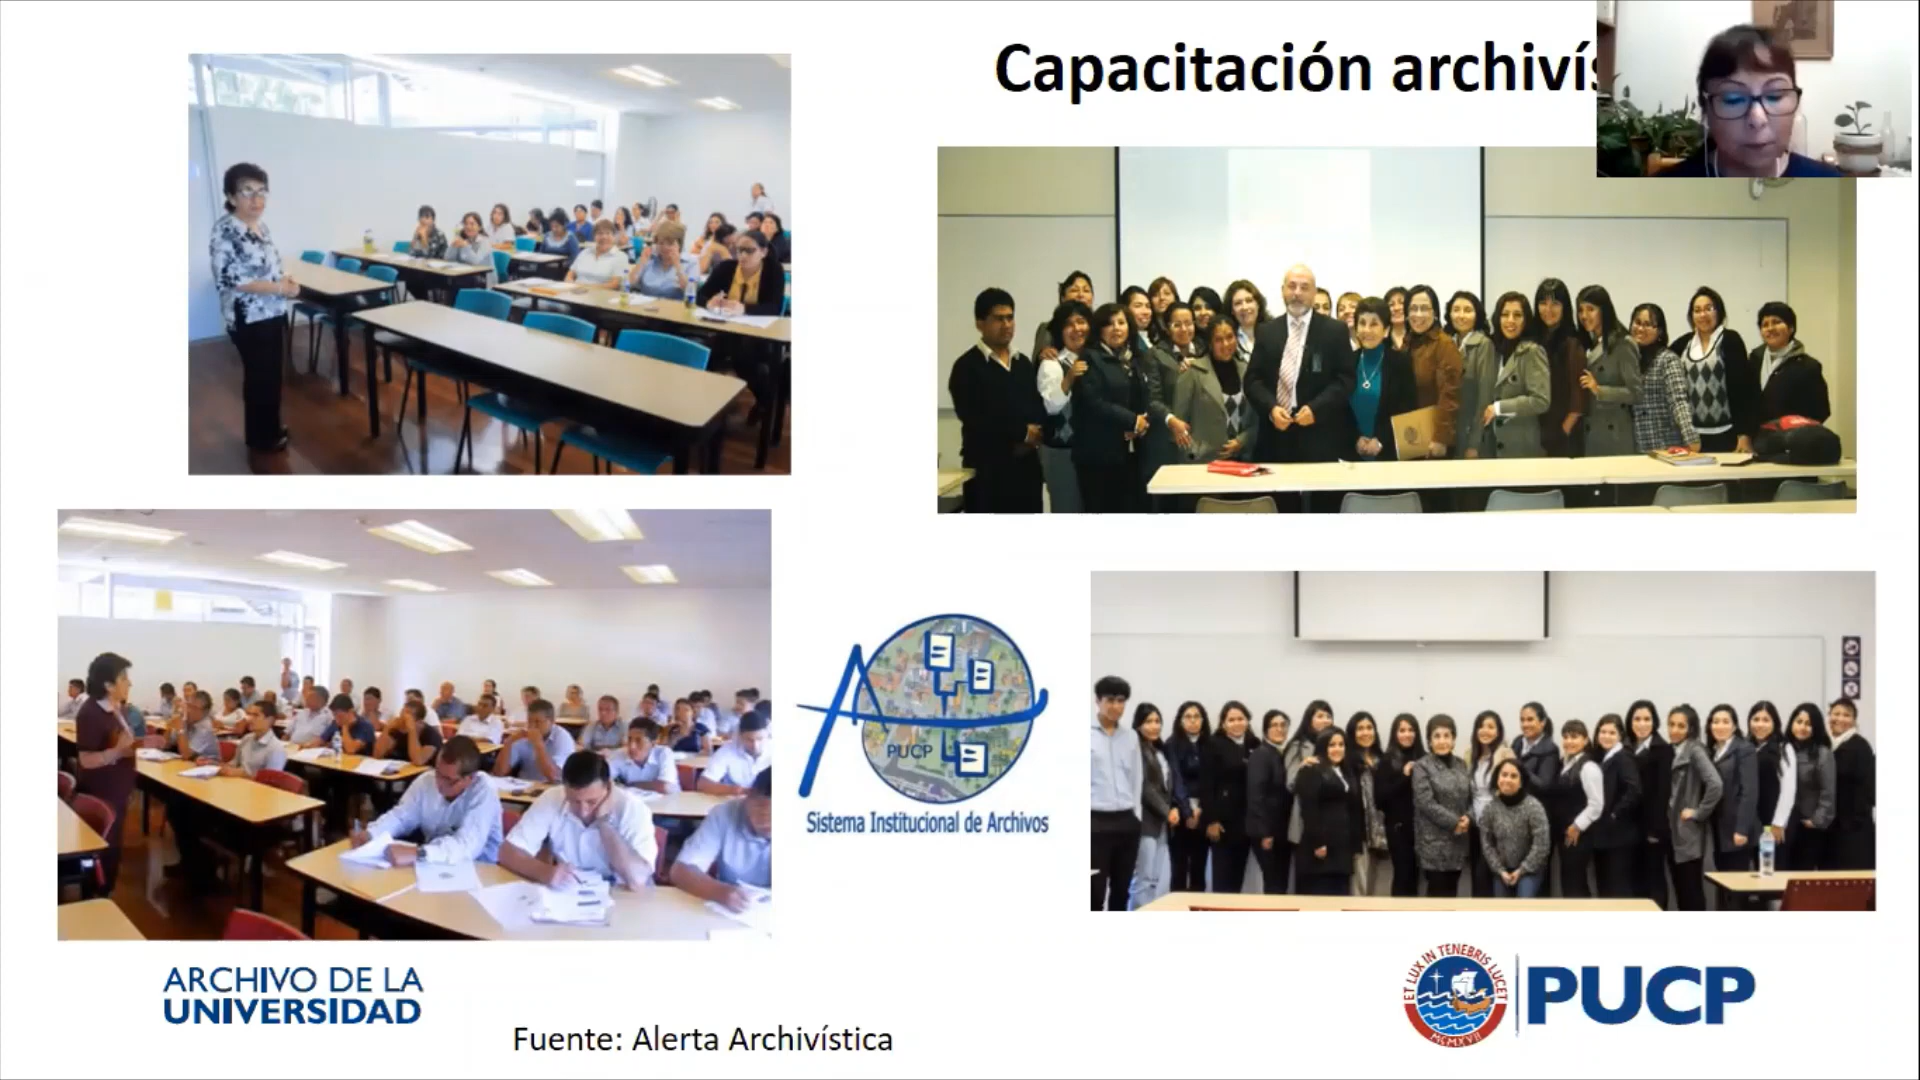 Capacitación archivís
PUCP
Sistema Institucional de Archivos
ARCHIVO DE LA
UNIVERSIDAD
Fuente: Alerta Archivística
ET LUX IN TENEBRIS LUCET
MCMXVII
PUCP